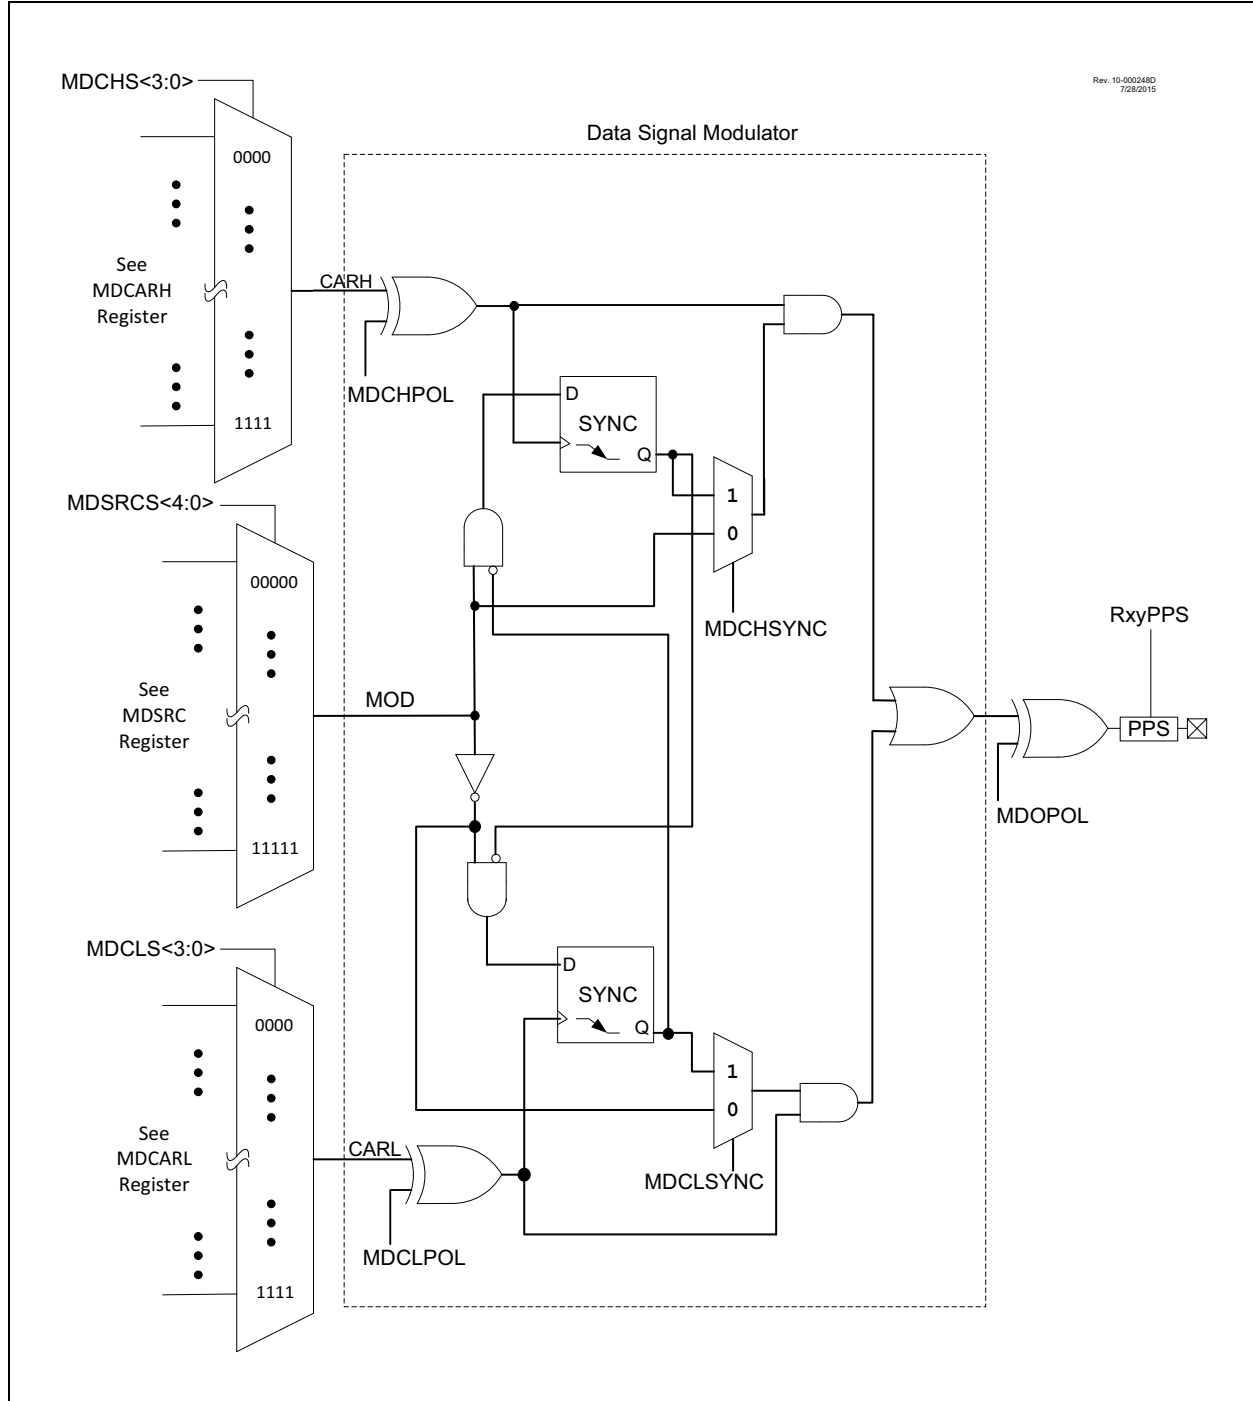 MDCHS<3:0>
Rev. 10-000248D
7/28/2015
Data Signal Modulator
0000
See
MDCARH
Register
CARH
1111
MDCHPOL
D
SYNC
Q
1
0
MDCHSYNC
MDSRCS<4:0>
00000
See
MDSRC
Register
MOD
11111
RxyPPS
PPS
MDOPOL
MDCLS<3:0>
0000
See
MDCARL
Register
CARL
1111
MDCLPOL
D
SYNC
Q
1
0
MDCLSYNC